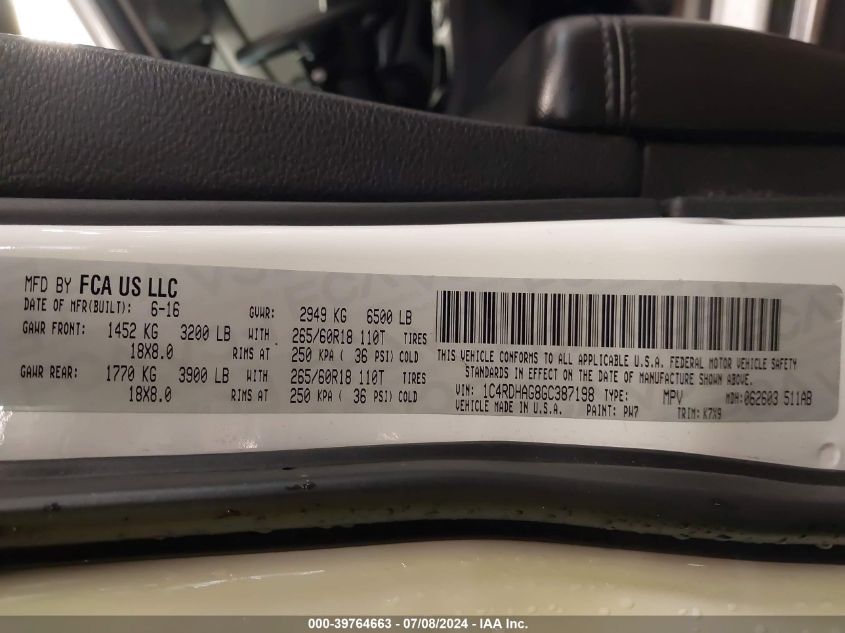 MFD BY FCA US LLC
DATE OF MFR(BUILT): 6-16 GVWR: 2949 KG 6500 LB
GAWR FRONT: 1452 KG 3200 LB WITH 265/60R18 110T TIRES
18X8.0 RIMS AT 250 KPA ( 36 PSI) COLD
GAWR REAR: 1770 KG 3900 LB WITH 265/60R18 110T TIRES
18X8.0 RIMS AT 250 KPA ( 36 PSI) COLD
THIS VEHICLE CONFORMS TO ALL APPLICABLE U.S.A. FEDERAL MOTOR VEHICLE SAFETY
STANDARDS IN EFFECT ON THE DATE OF MANUFACTURE SHOWN ABOVE.
VIN: 1C4RDHAG8GC387198 TYPE: MPV MDH:062603 511AB
VEHICLE MADE IN U.S.A. PAINT: PW7 TRIM: K7X9
000-39764663 - 07/08/2024 - IAA Inc.